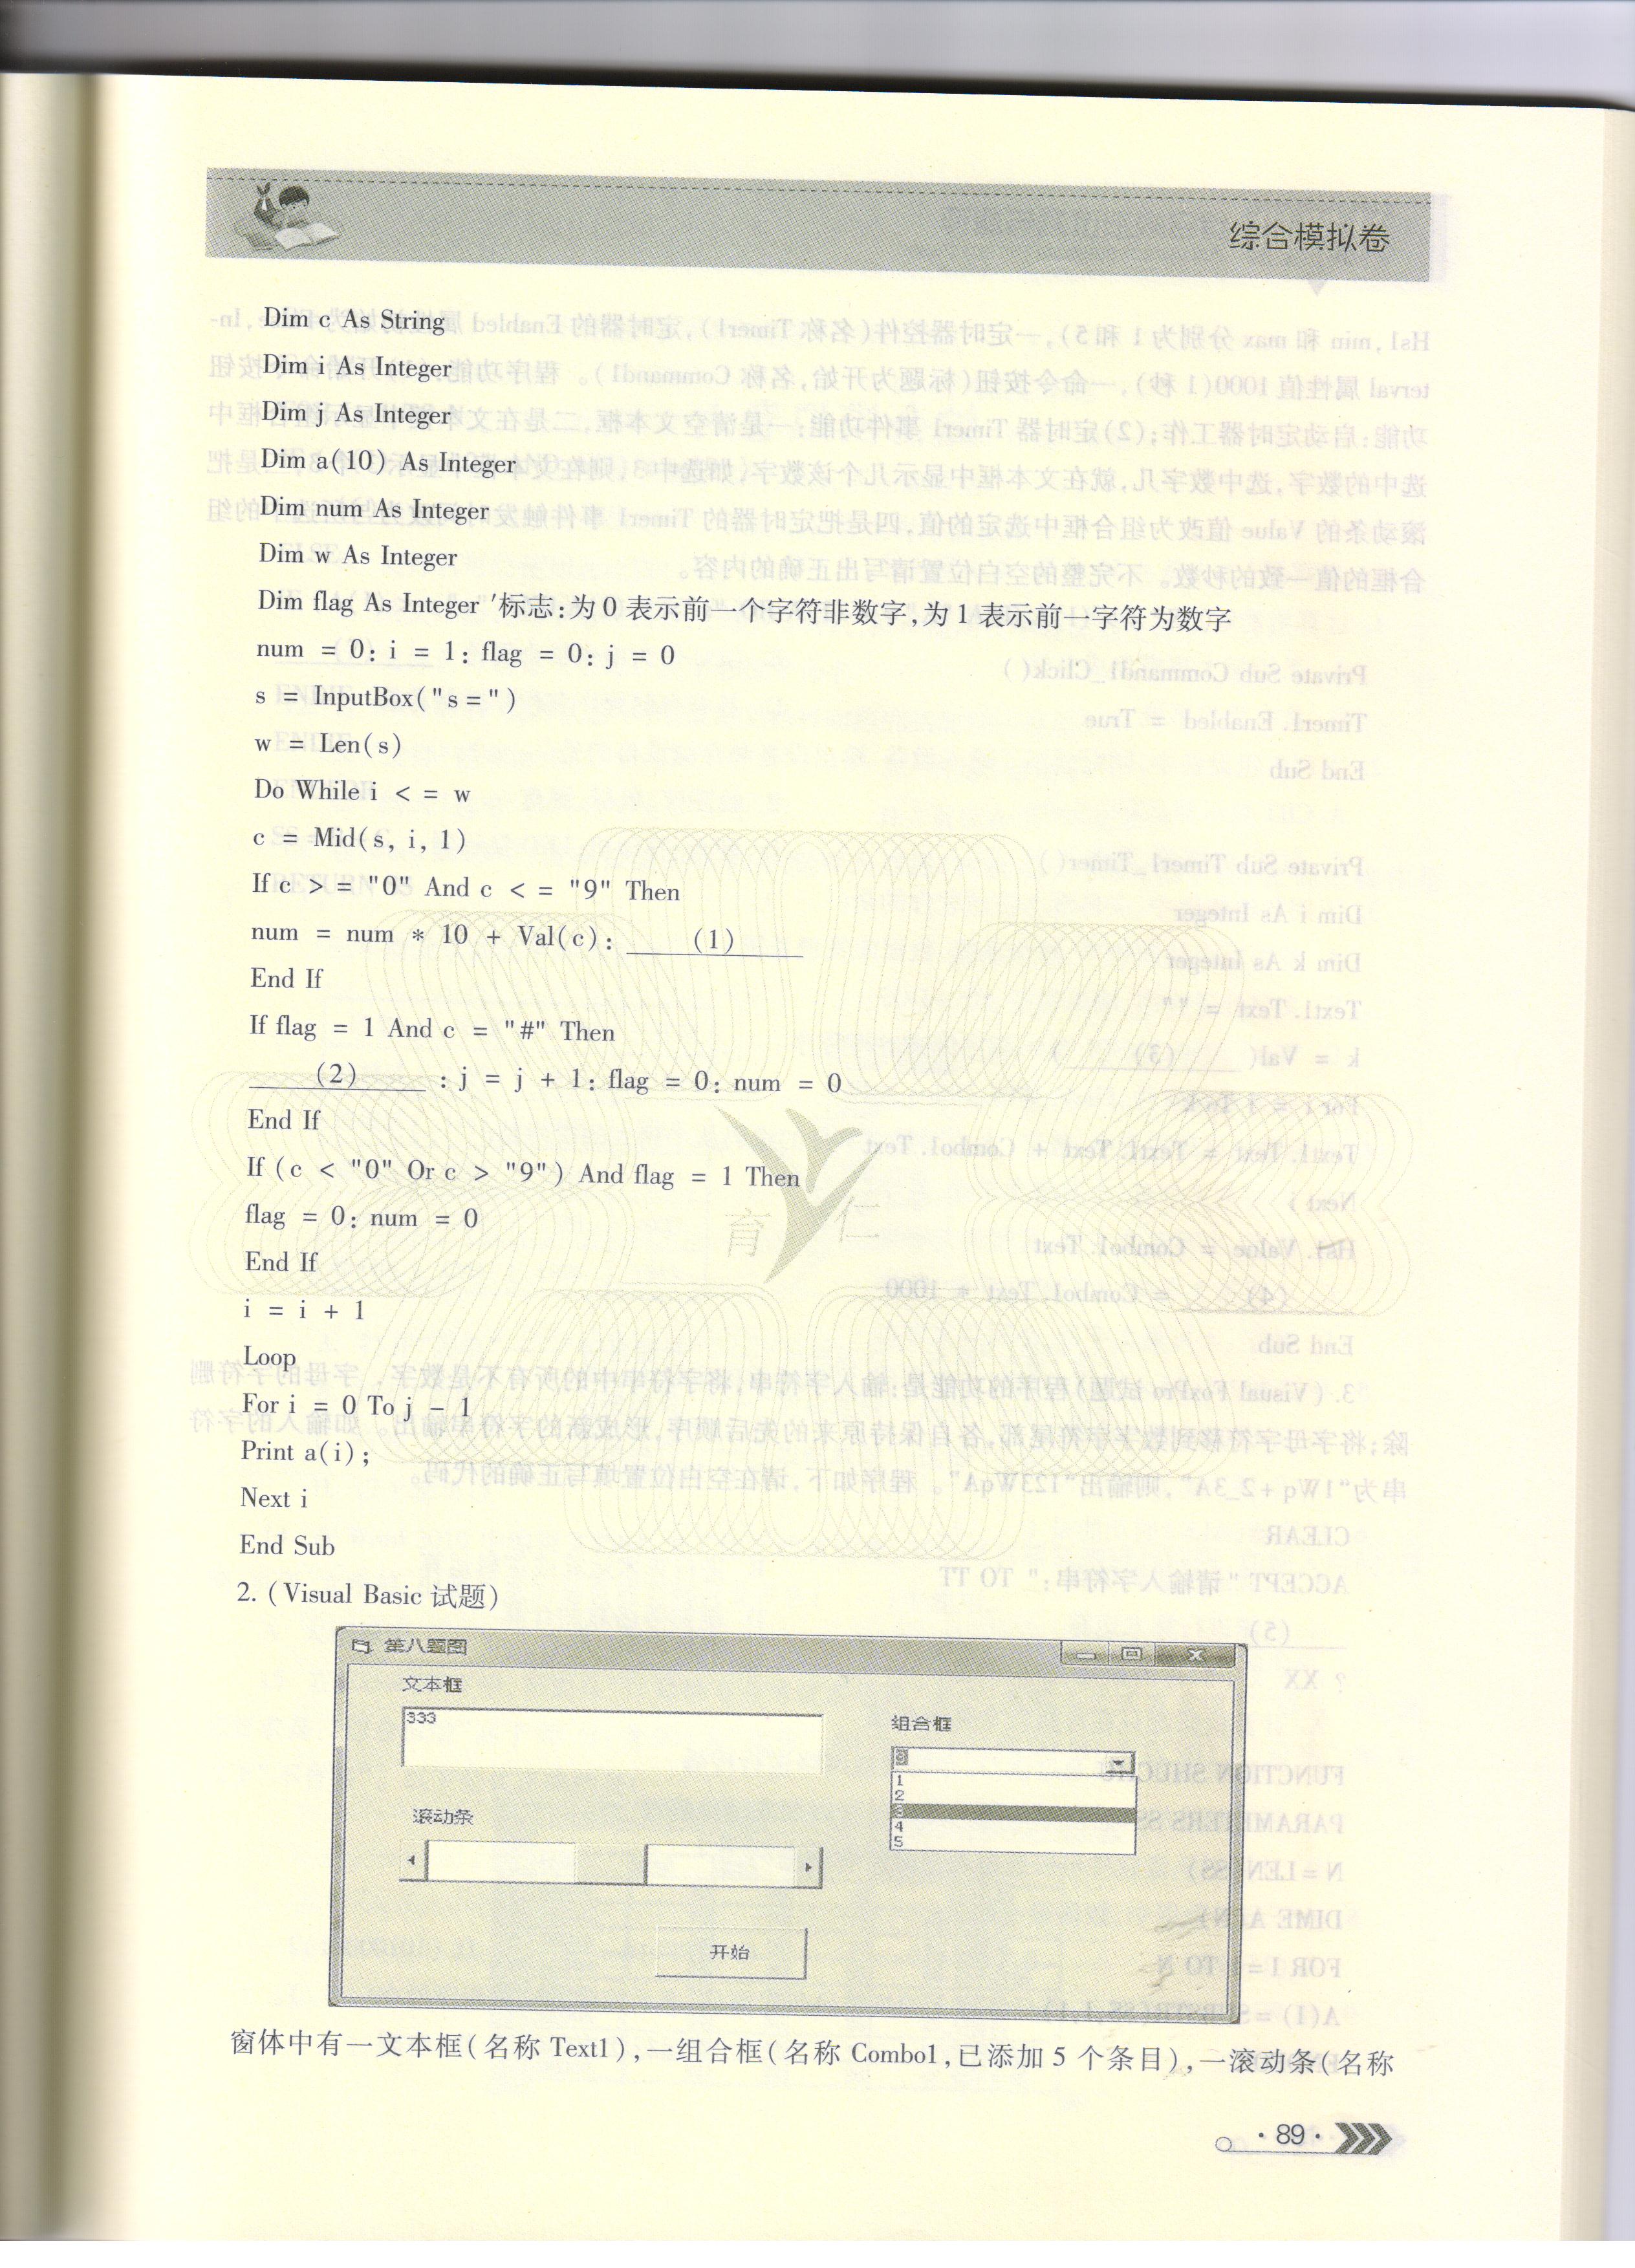 综合模拟卷
Dim c As String
Dim i As Integer
Dim j As Integer
Dim a(10) As Integer
Dim num As Integer
Dim w As Integer
Dim flag As Integer '标志:为0表示前一个字符非数字,为1表示前一字符为数字
num = 0: i = 1: flag = 0: j = 0
s = InputBox("s=")
w = Len(s)
Do While i < = w
c = Mid(s, i, 1)
If c > = "0" And c < = "9" Then
num = num * 10 + Val(c): (1)
End If
If flag = 1 And c = "#" Then
(2) : j = j + 1: flag = 0: num = 0
End If
If (c < "0" Or c > "9") And flag = 1 Then
flag = 0: num = 0
End If
i = i + 1
Loop
For i = 0 To j - 1
Print a(i);
Next i
End Sub
2. (Visual Basic 试题)
第八题图
文本框
333
组合框
3
1
2
3
4
5
滚动条
开始
窗体中有一文本框(名称 Text1),一组合框(名称 Combo1,已添加 5 个条目),一滚动条(名称
· 89 ·
育仁